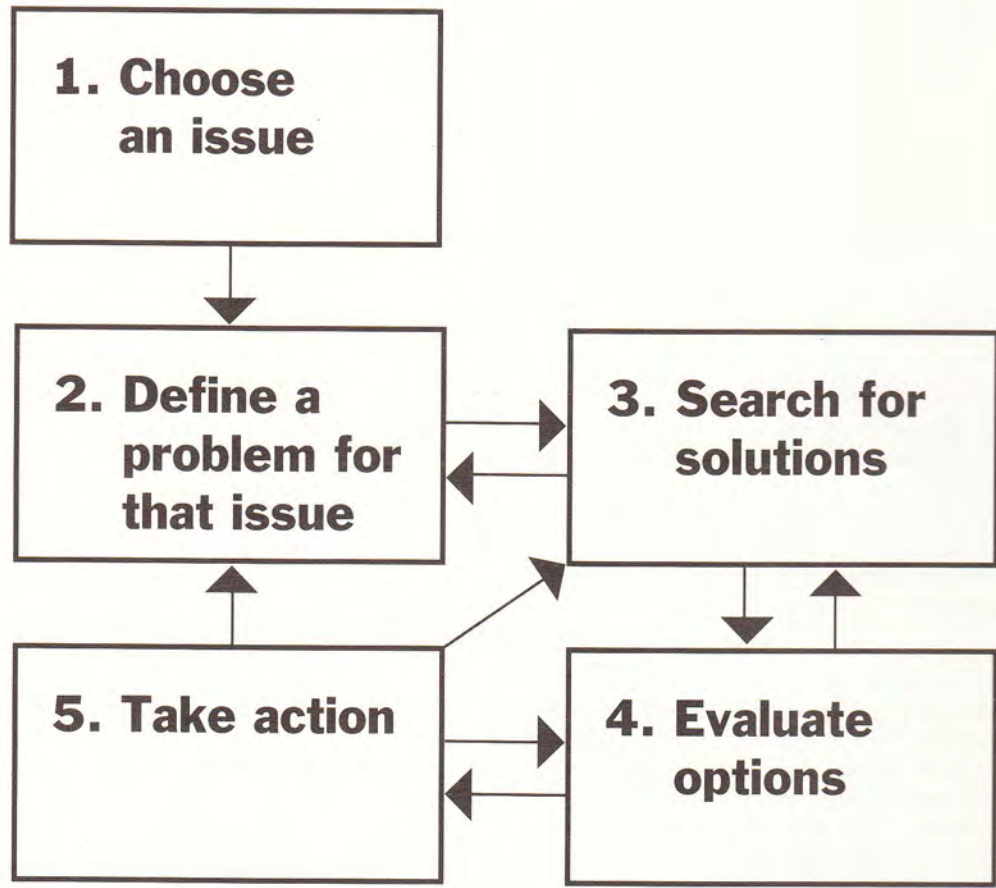 1. Choose
an issue
2. Define a
problem for
that issue
3. Search for
solutions
5. Take action
4. Evaluate
options